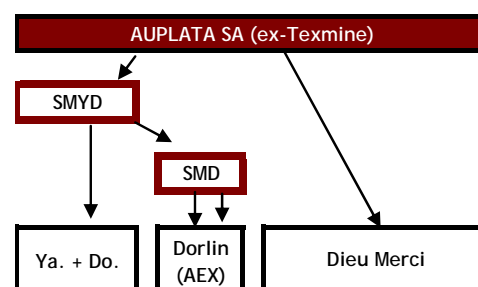 AUPLATA SA (ex-Texmine)
SMYD
SMD
Ya. + Do.
Dorlin
(AEX)
Dieu Merci